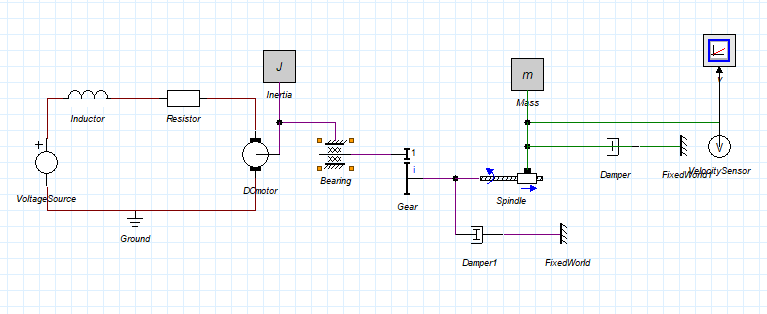 J
m
v
Inertia
Mass
Inductor
Resistor
+
V
1
i
DCmotor
Bearing
Damper
FixedWorld1
VelocitySensor
VoltageSource
Gear
Spindle
Ground
Damper1
FixedWorld